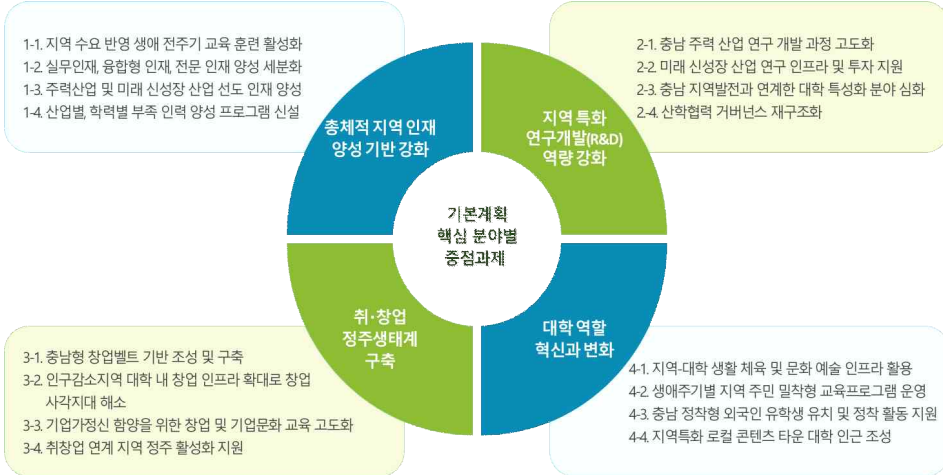 1-1. 지역 수요 반영 생애 전주기 교육 훈련 활성화
1-2. 실무인재, 융합형 인재, 전문 인재 양성 세분화
1-3. 주력산업 및 미래 신성장 산업 선도 인재 양성
1-4. 산업별, 학력별 부족 인력 양성 프로그램 신설
2-1. 충남 주력 산업 연구 개발 과정 고도화
2-2. 미래 신성장 산업 연구 인프라 및 투자 지원
2-3. 충남 지역발전과 연계한 대학 특성화 분야 심화
2-4. 산학협력 거버넌스 재구조화
총체적 지역 인재
양성 기반 강화
지역 특화
연구개발(R&D)
역량 강화
기본계획
핵심 분야별
중점과제
취·창업
정주생태계
구축
대학 역할
혁신과 변화
3-1. 충남형 창업벨트 기반 조성 및 구축
3-2. 인구감소지역 대학 내 창업 인프라 확대로 창업
사각지대 해소
3-3. 기업가정신 함양을 위한 창업 및 기업문화 교육 고도화
3-4. 취창업 연계 지역 정주 활성화 지원
4-1. 지역-대학 생활 체육 및 문화 예술 인프라 활용
4-2. 생애주기별 지역 주민 밀착형 교육프로그램 운영
4-3. 충남 정착형 외국인 유학생 유치 및 정착 활동 지원
4-4. 지역특화 로컬 콘텐츠 타운 대학 인근 조성